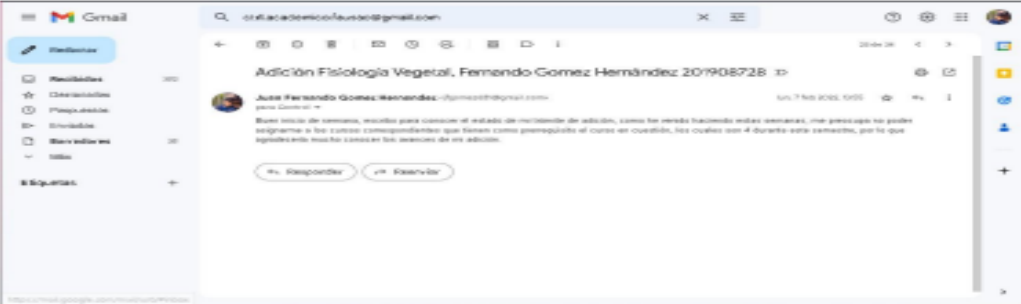 Gmail
Redactar
Recibidos
Destacados
Pospuestos
Enviados
Borradores
Más
Etiquetas
Adición Fisiología Vegetal, Fernando Gomez Hernández 201908728
Juan Fernando Gomez Hernandez
para Control
Buen inicio de semana, escribo para conocer el estado de mi trámite de adición, como he venido haciendo estas semanas, me preocupa no poder
asignarme a los cursos correspondientes que tienen como prerequisito el curso en cuestión, los cuales son 4 durante este semestre, por lo que
agradecería mucho conocer los avances de mi adición.
Responder
Reenviar